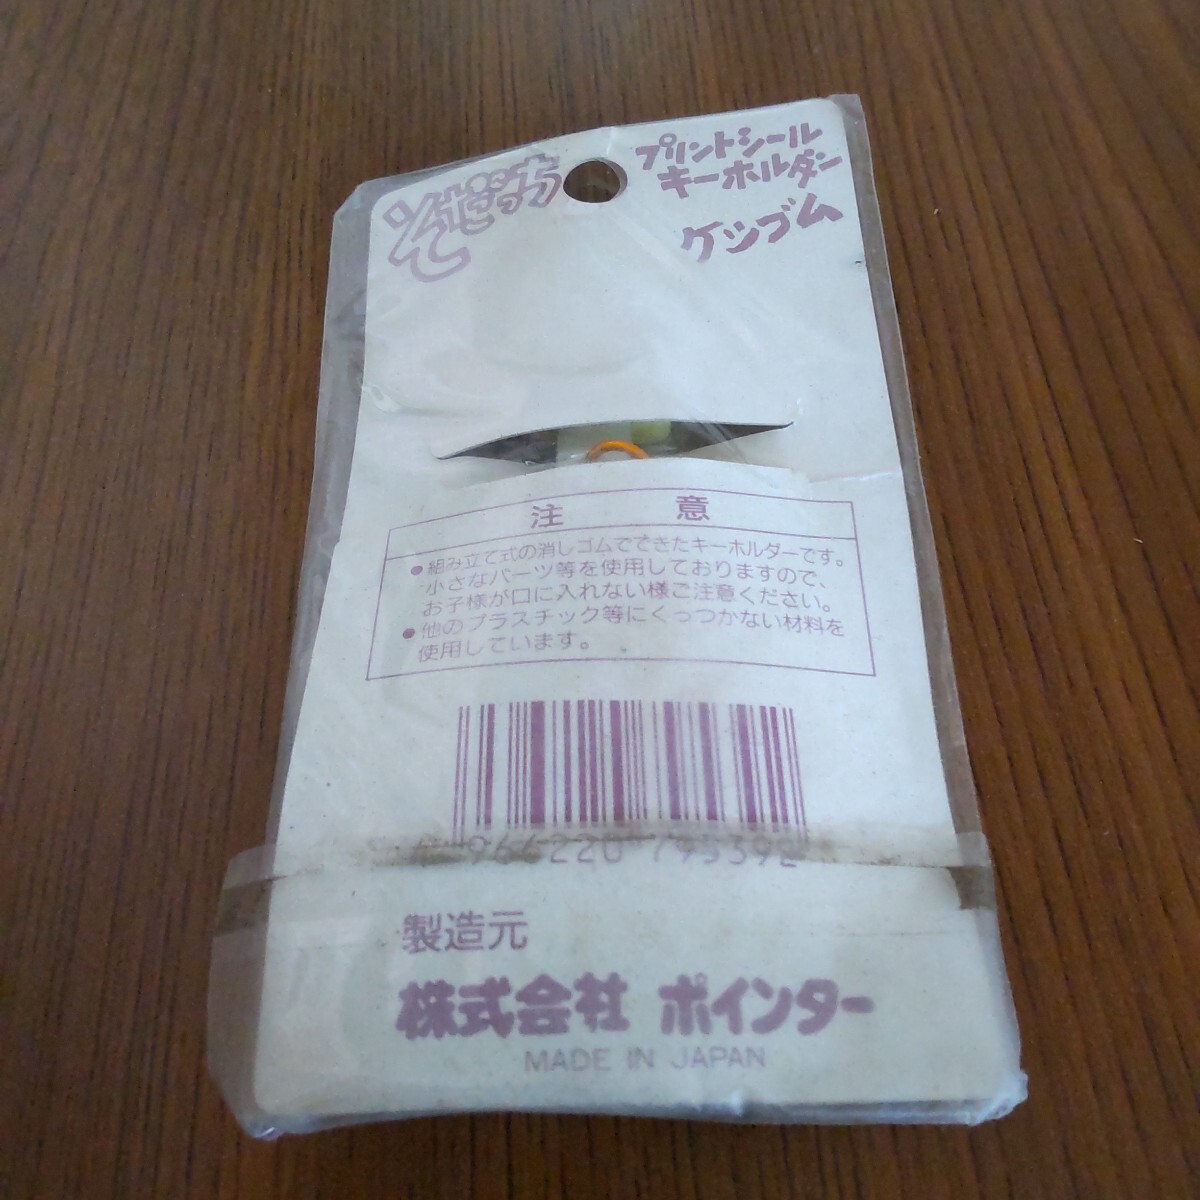 そだつち
プリントシール
キーホルダン
ケシゴム
注意
●組み立て式の消しゴムでできたキーホルダーです。
小さなパーツ等を使用しておりますので、
お子様が口に入れない様ご注意ください。
●他のプラスチック等にくっつかない材料を
使用しています。
製造元
株式会社 ポインター
MADE IN JAPAN